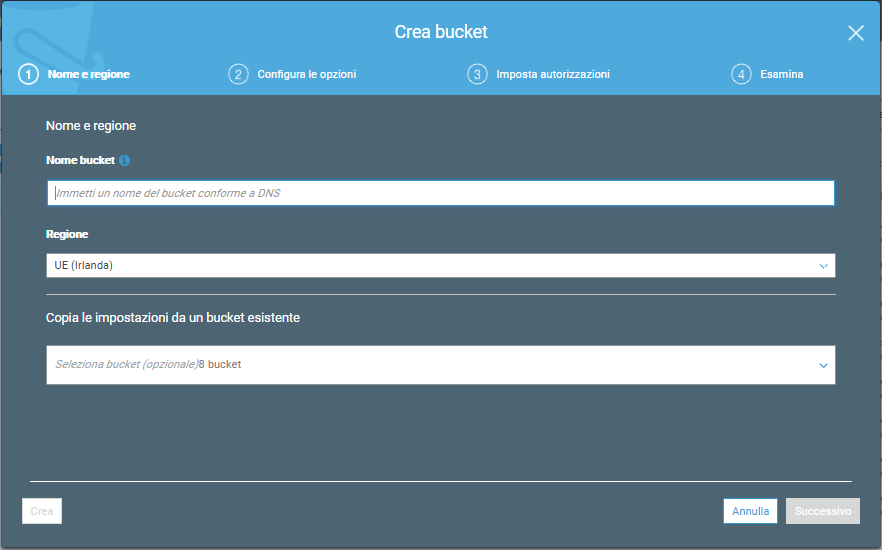 Crea bucket
1 Nome e regione
2 Configura le opzioni
3 Imposta autorizzazioni
4 Esamina
Nome e regione
Nome bucket
Immetti un nome del bucket conforme a DNS
Regione
UE (Irlanda)
Copia le impostazioni da un bucket esistente
Seleziona bucket (opzionale)8 bucket
Crea
Annulla
Successivo